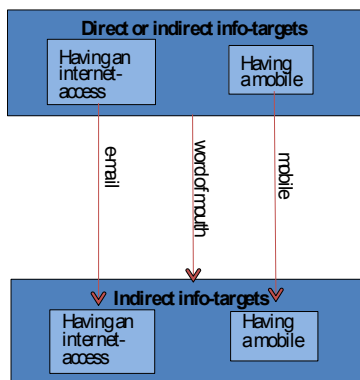 Direct or indirect info-targets
Having an
internet-
access
Having
a mobile
e-mail
word of mouth
mobile
Indirect info-targets
Having an
internet-
access
Having
a mobile